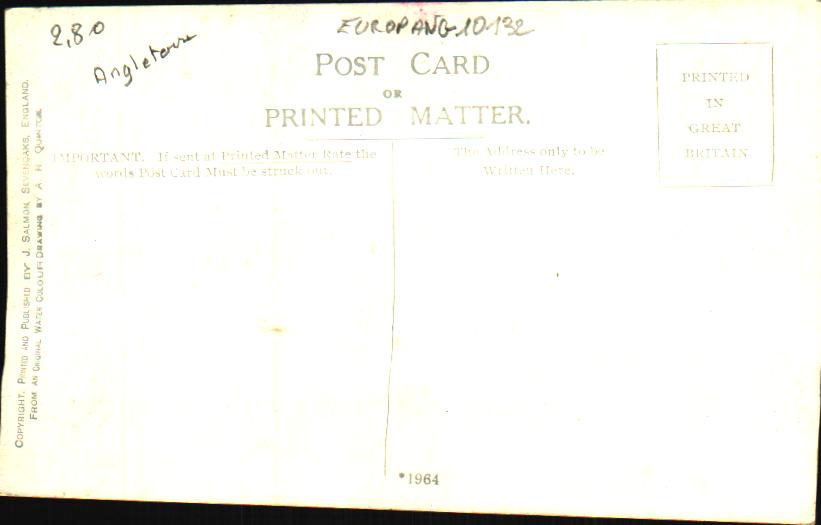 2,80
Angleterre
EUROPANG-10-132
POST CARD
OR
PRINTED MATTER.
PRINTED
IN
GREAT
BRITAIN
IMPORTANT. If sent at Printed Matter Rate the
words Post Card Must be struck out.
The Address only to be
Written Here.
COPYRIGHT. PRINTED AND PUBLISHED BY J. SALMON, SEVENOAKS, ENGLAND.
FROM AN ORIGINAL WATER COLOUR DRAWING BY A. R. QUINTON.
*1964